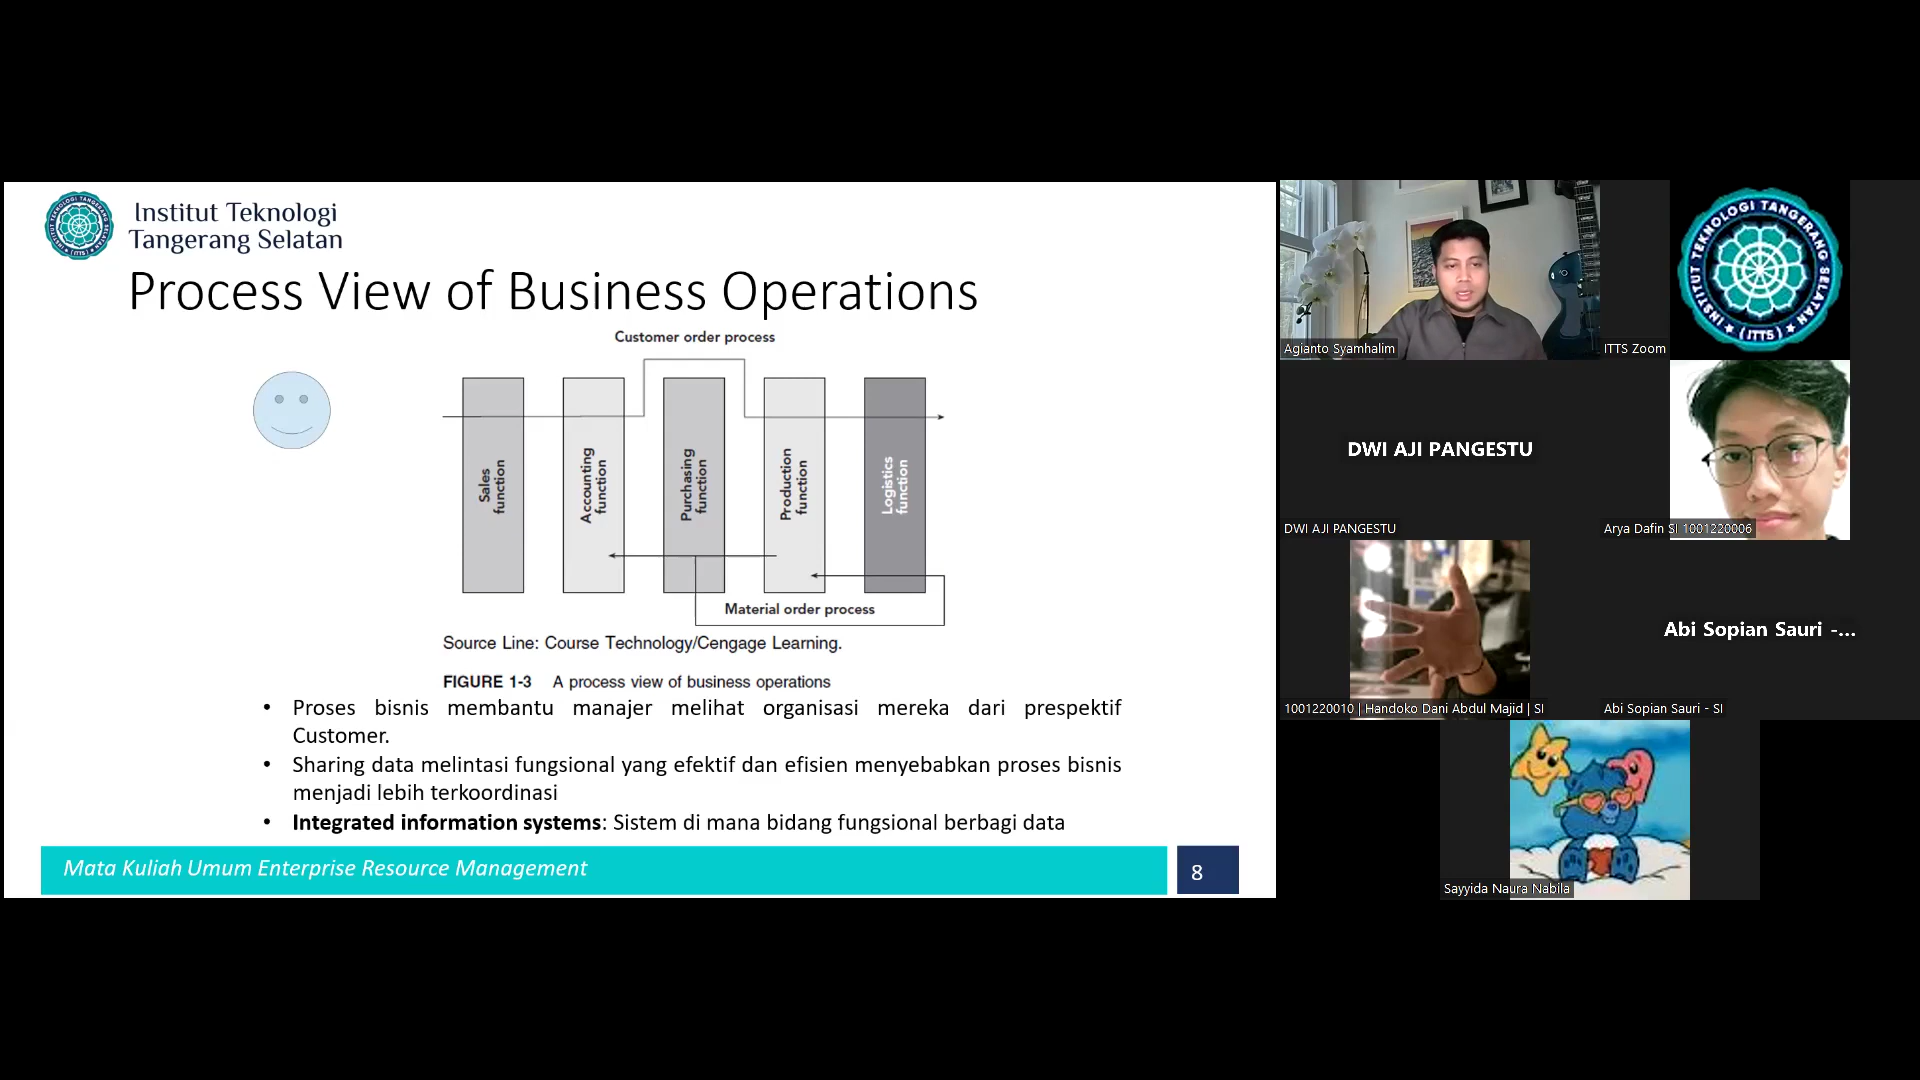 Institut Teknologi
Tangerang Selatan
Process View of Business Operations
Customer order process
Sales function
Accounting function
Purchasing function
Production function
Logistics function
Material order process
Source Line: Course Technology/Cengage Learning.
FIGURE 1-3 A process view of business operations
• Proses bisnis membantu manajer melihat organisasi mereka dari prespektif
Customer.
• Sharing data melintasi fungsional yang efektif dan efisien menyebabkan proses bisnis
menjadi lebih terkoordinasi
• Integrated information systems: Sistem di mana bidang fungsional berbagi data
Mata Kuliah Umum Enterprise Resource Management
8
Agianto Syamhalim
INSTITUT TEKNOLOGI TANGERANG SELATAN
(ITTS)
ITTS Zoom
DWI AJI PANGESTU
DWI AJI PANGESTU
Arya Dafin SI 1001220006
1001220010 | Handoko Dani Abdul Majid | SI
Abi Sopian Sauri -...
Abi Sopian Sauri - SI
Sayyida Naura Nabila